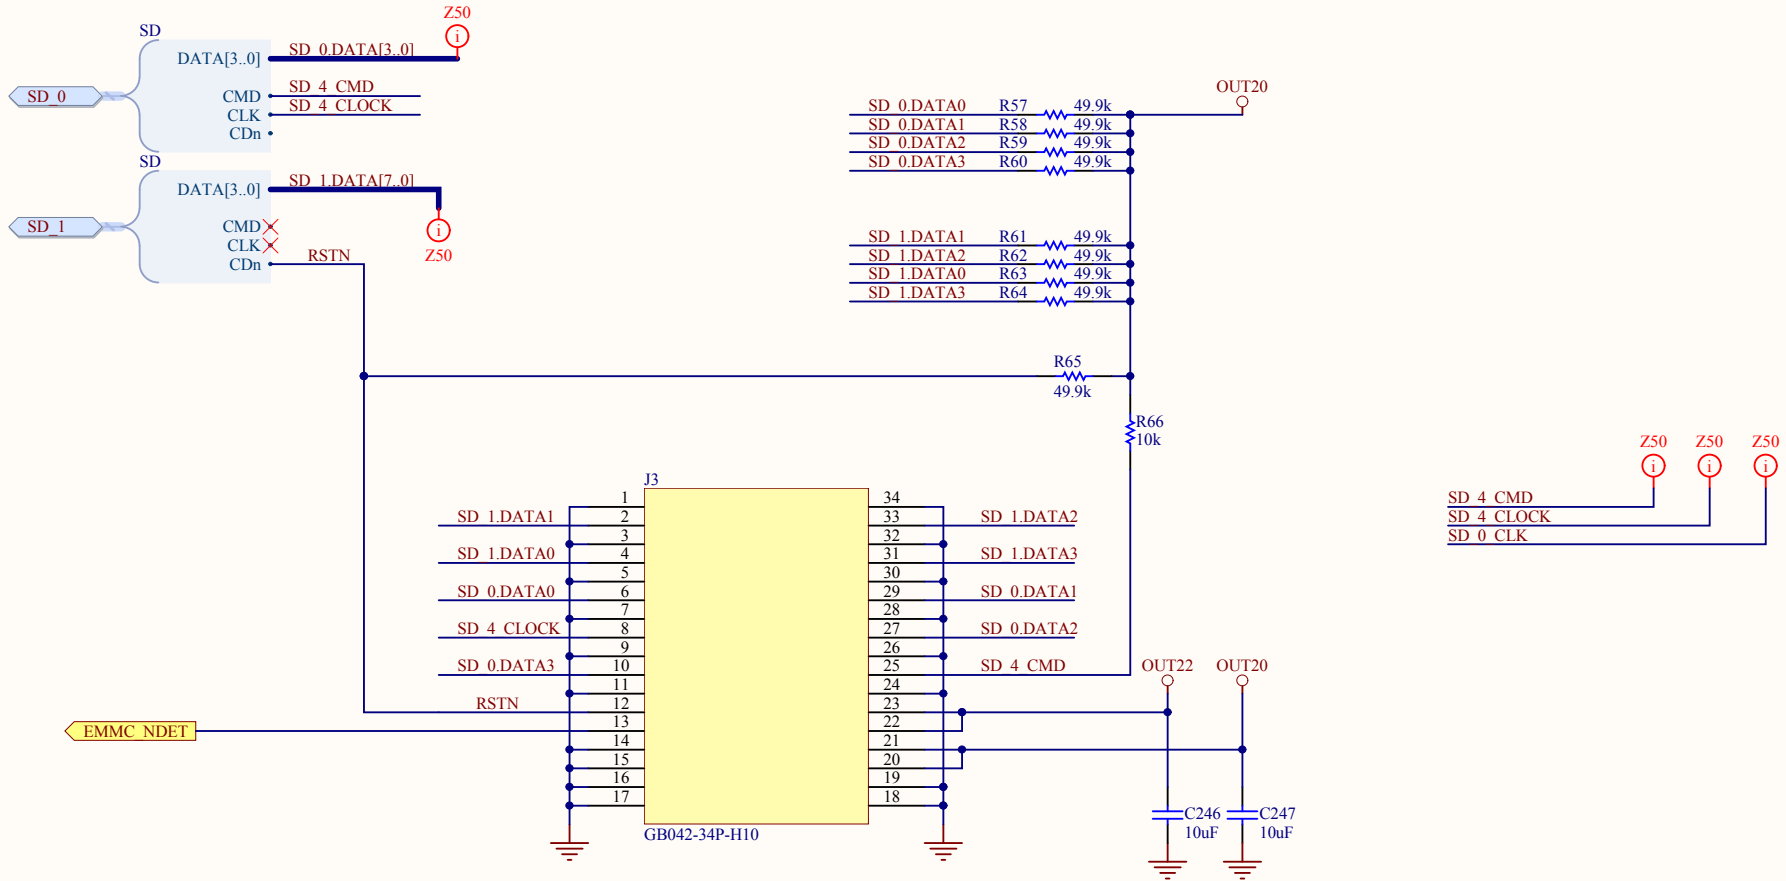 Z50
SD
DATA[3..0]
SD_0.DATA[3..0]
SD_0
CMD
SD_4_CMD
CLK
SD_4_CLOCK
CDn
SD
DATA[3..0]
SD_1.DATA[7..0]
SD_1
CMD
CLK
CDn
RSTN
Z50
OUT20
SD_0.DATA0 R57 49.9k
SD_0.DATA1 R58 49.9k
SD_0.DATA2 R59 49.9k
SD_0.DATA3 R60 49.9k
SD_1.DATA1 R61 49.9k
SD_1.DATA2 R62 49.9k
SD_1.DATA0 R63 49.9k
SD_1.DATA3 R64 49.9k
R65
49.9k
R66
10k
Z50 Z50 Z50
SD_4_CMD
SD_4_CLOCK
SD_0_CLK
J3
1 34
SD_1.DATA1 2 33 SD_1.DATA2
3 32
SD_1.DATA0 4 31 SD_1.DATA3
5 30
SD_0.DATA0 6 29 SD_0.DATA1
7 28
SD_4_CLOCK 8 27 SD_0.DATA2
9 26
SD_0.DATA3 10 25 SD_4_CMD
11 24
RSTN 12 23
EMMC_NDET 13 22
14 21
15 20
16 19
17 18
GB042-34P-H10
OUT22 OUT20
C246
10uF
C247
10uF
i
i
i
i
i